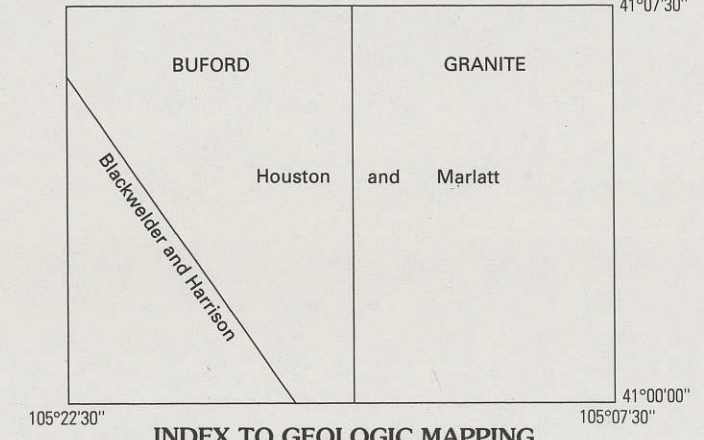 41°07'30"
BUFORD GRANITE
Houston and Marlatt
Blackwelder and Harrison
41°00'00"
105°22'30" 105°07'30"
INDEX TO GEOLOGIC MAPPING